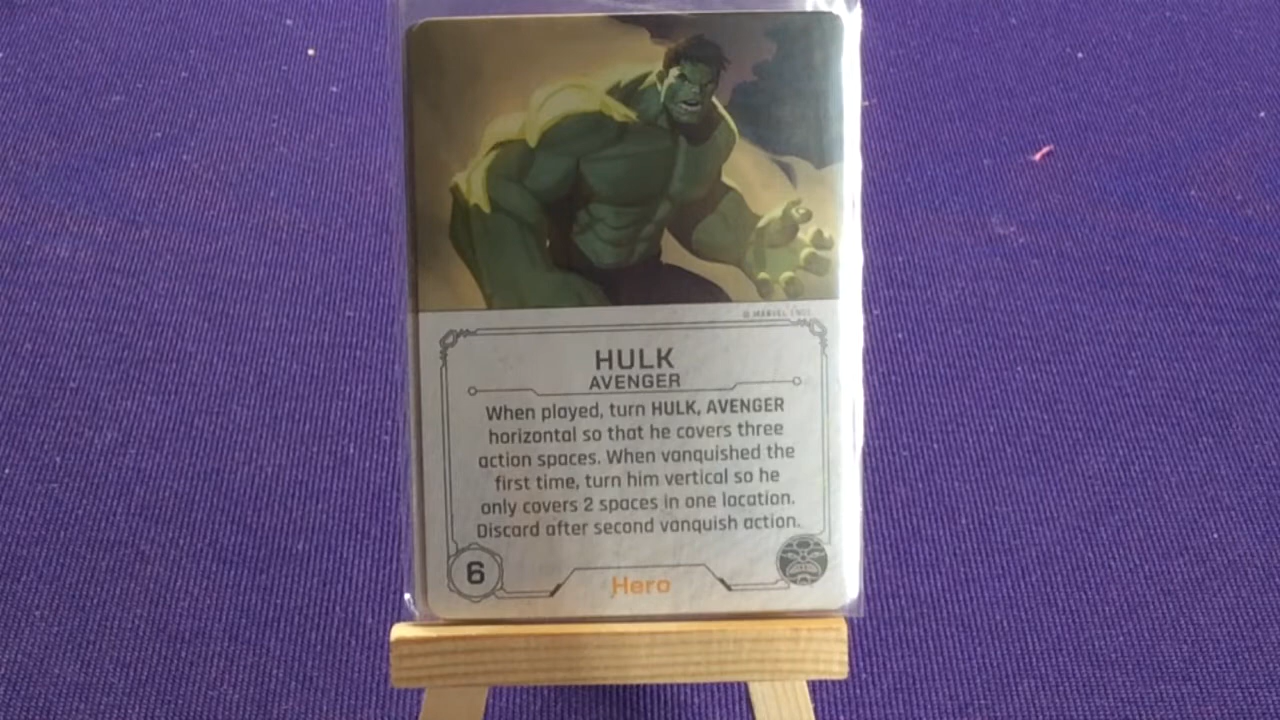 © MARVEL
HULK
AVENGER
When played, turn HULK, AVENGER
horizontal so that he covers three
action spaces. When vanquished the
first time, turn him vertical so he
only covers 2 spaces in one location.
Discard after second vanquish action.
6
Hero